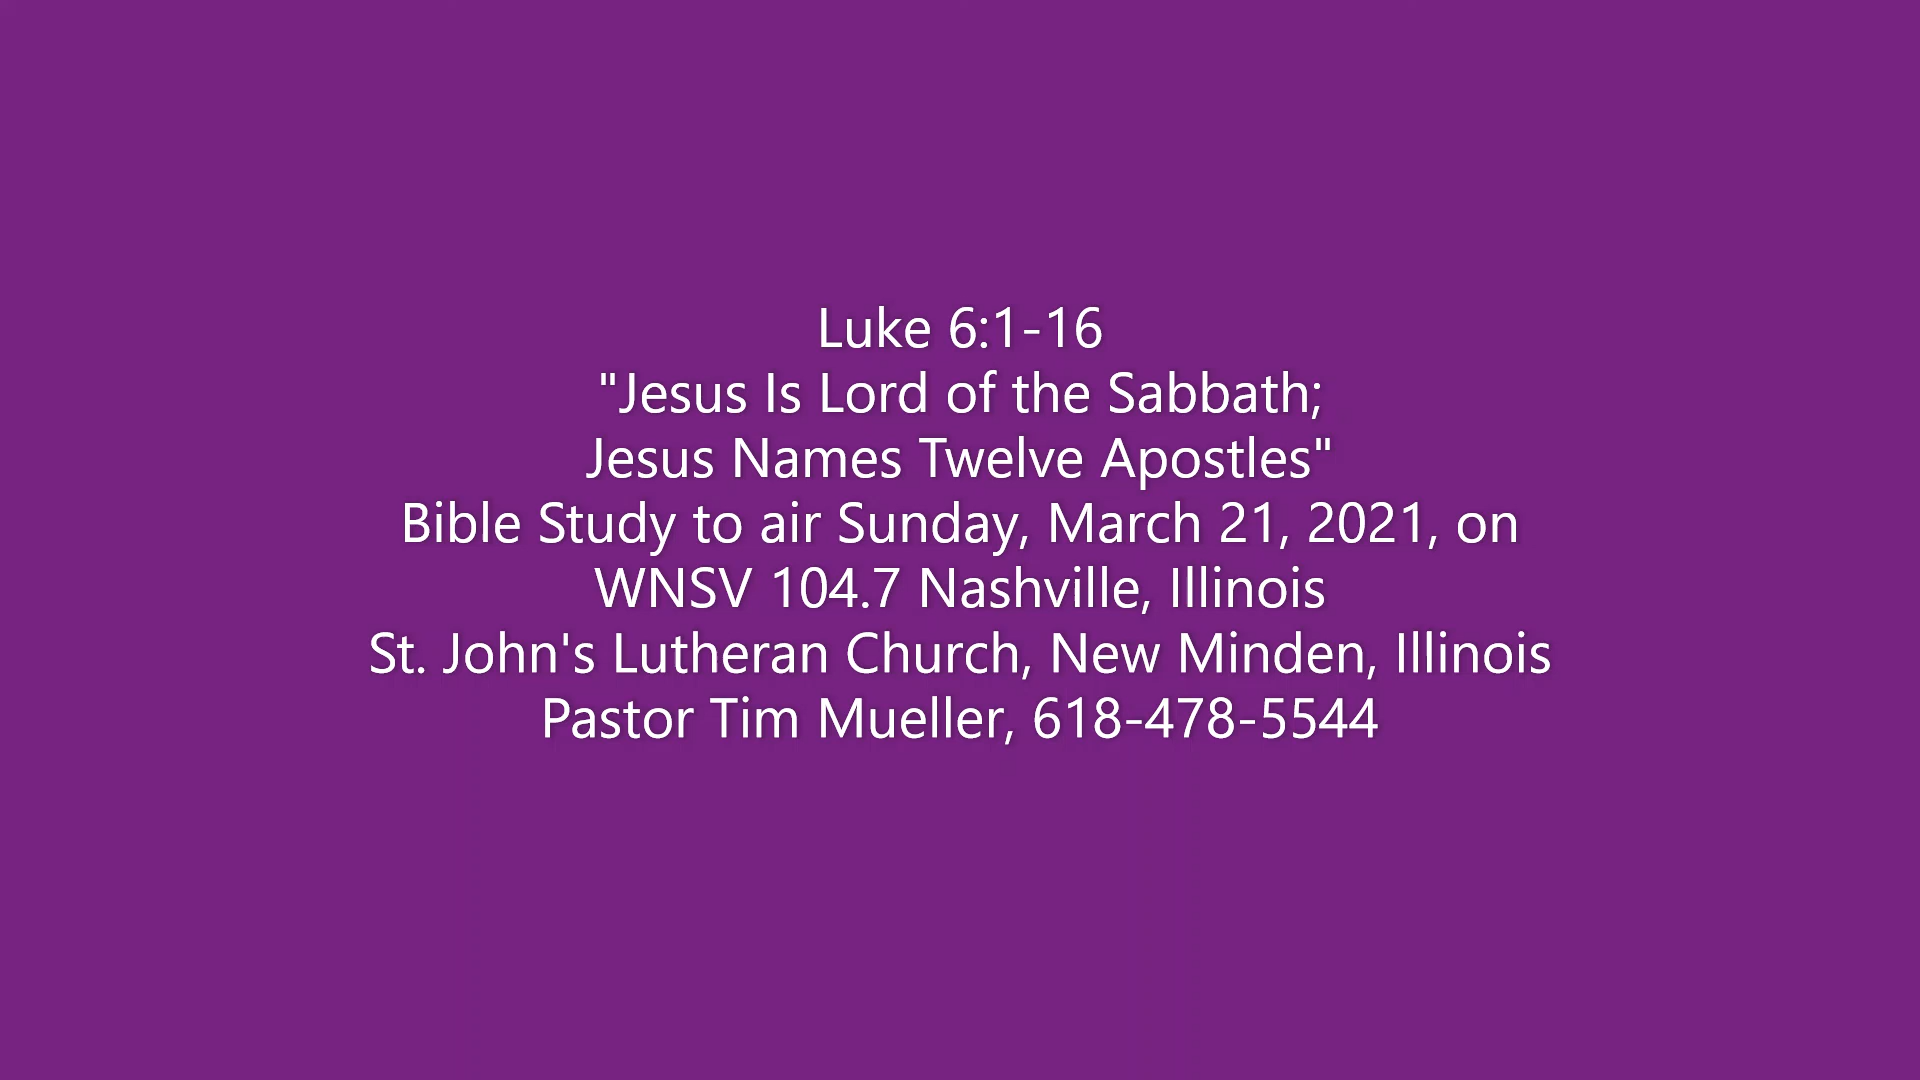 Luke 6:1-16
"Jesus Is Lord of the Sabbath;
Jesus Names Twelve Apostles"
Bible Study to air Sunday, March 21, 2021, on
WNSV 104.7 Nashville, Illinois
St. John's Lutheran Church, New Minden, Illinois
Pastor Tim Mueller, 618-478-5544